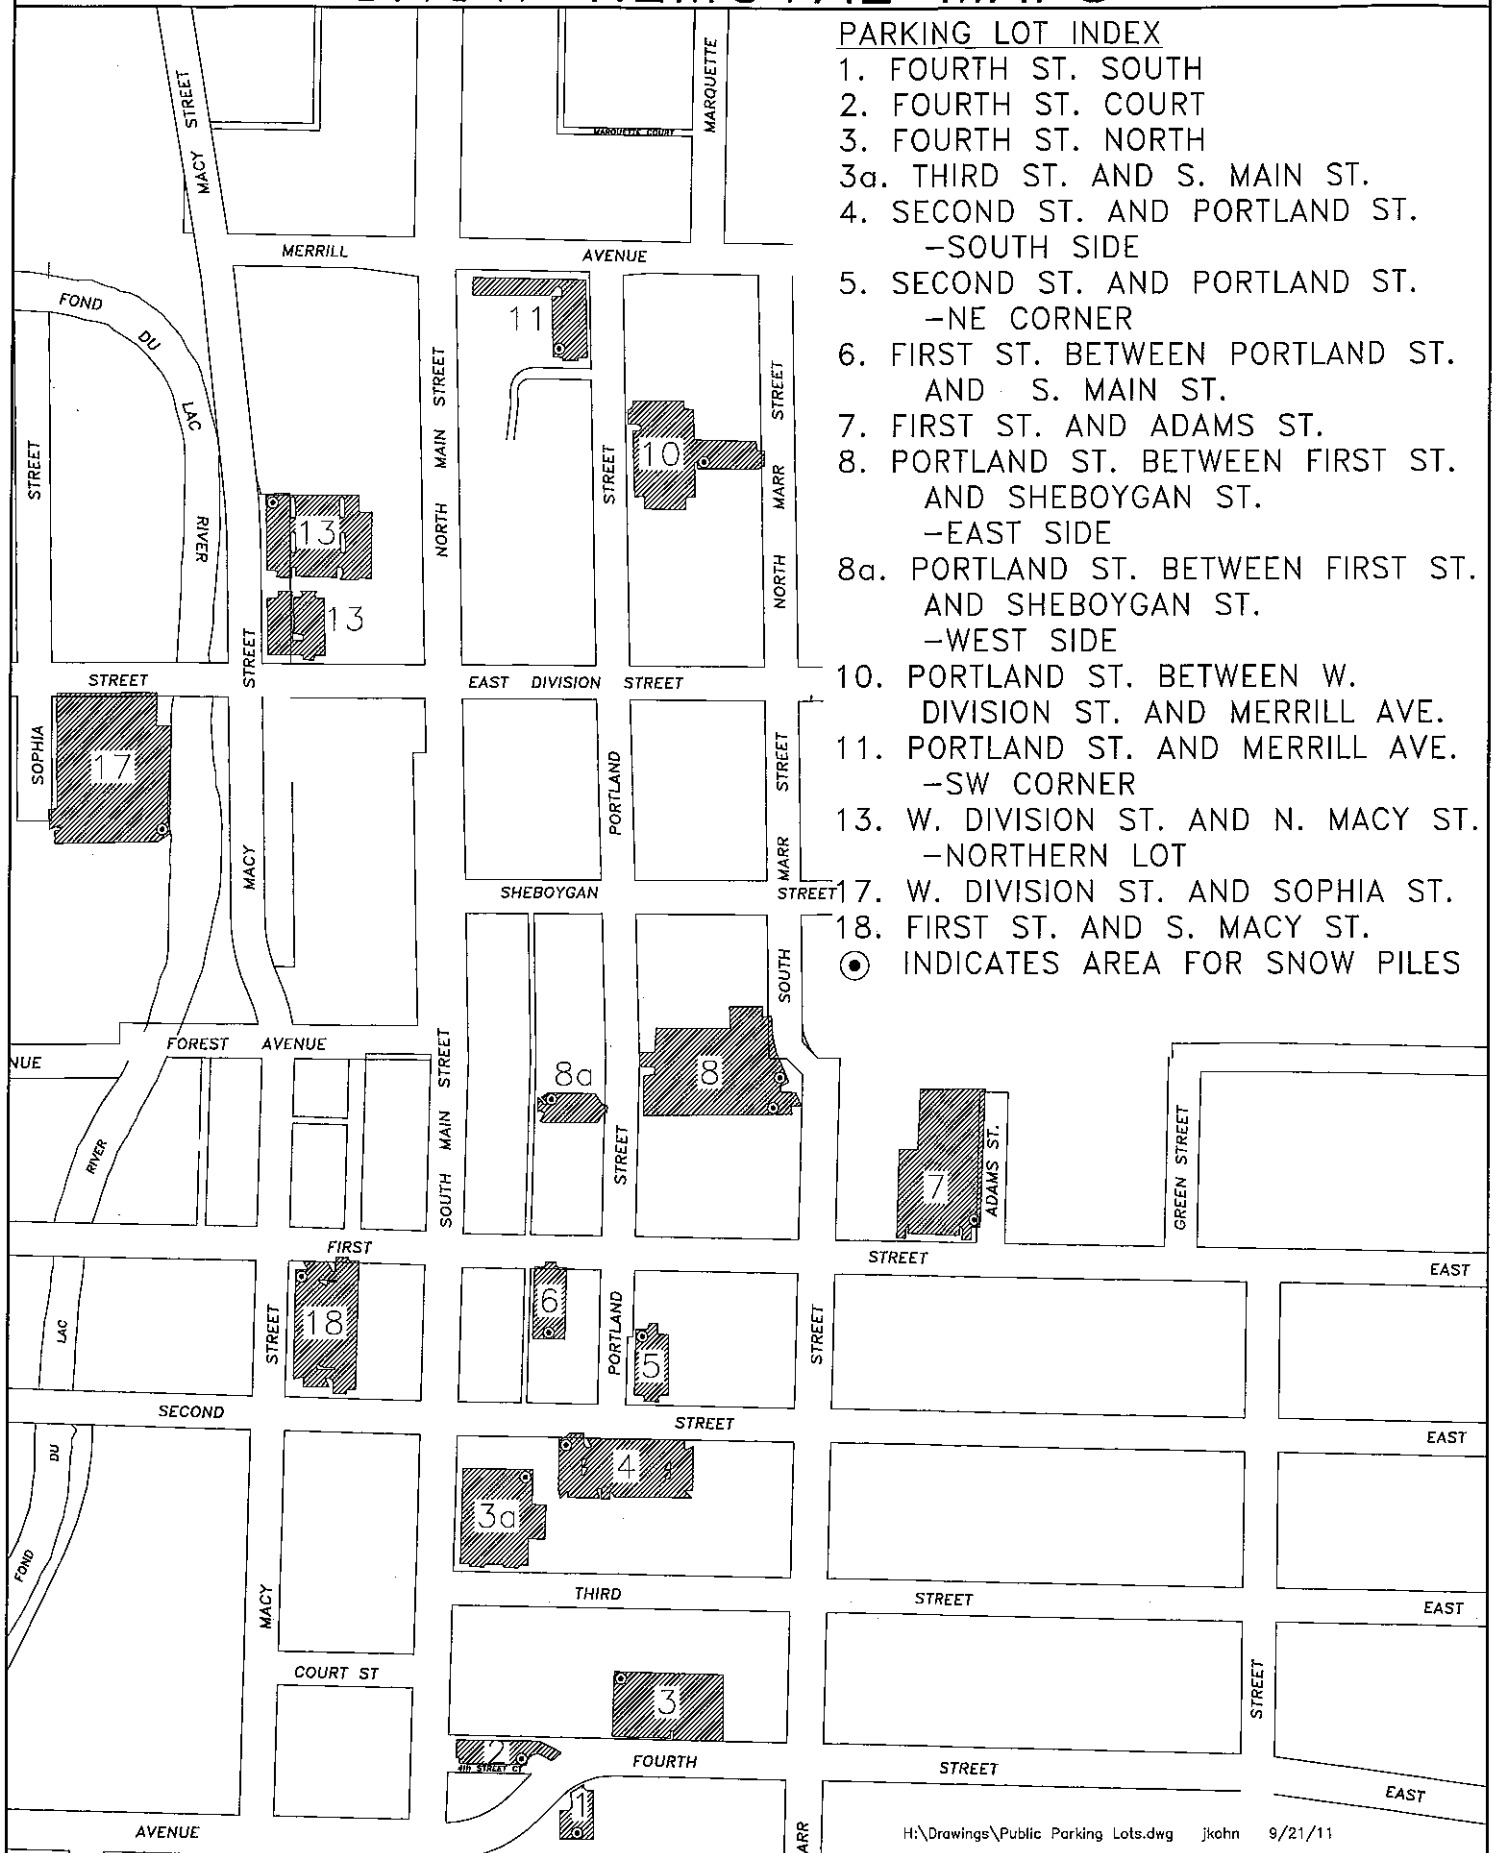 PARKING LOT INDEX
1. FOURTH ST. SOUTH
2. FOURTH ST. COURT
3. FOURTH ST. NORTH
3a. THIRD ST. AND S. MAIN ST.
4. SECOND ST. AND PORTLAND ST.
-SOUTH SIDE
5. SECOND ST. AND PORTLAND ST.
-NE CORNER
6. FIRST ST. BETWEEN PORTLAND ST.
AND S. MAIN ST.
7. FIRST ST. AND ADAMS ST.
8. PORTLAND ST. BETWEEN FIRST ST.
AND SHEBOYGAN ST.
-EAST SIDE
8a. PORTLAND ST. BETWEEN FIRST ST.
AND SHEBOYGAN ST.
-WEST SIDE
10. PORTLAND ST. BETWEEN W.
DIVISION ST. AND MERRILL AVE.
11. PORTLAND ST. AND MERRILL AVE.
-SW CORNER
13. W. DIVISION ST. AND N. MACY ST.
-NORTHERN LOT
17. W. DIVISION ST. AND SOPHIA ST.
18. FIRST ST. AND S. MACY ST.
INDICATES AREA FOR SNOW PILES
MACY STREET
MARQUETTE
MARQUETTE COURT
MERRILL AVENUE
FOND DU LAC RIVER
STREET
11
NORTH MAIN STREET
STREET
10
NORTH MARR STREET
13
13
STREET
STREET
EAST DIVISION STREET
SOPHIA
17
MACY
PORTLAND
MARR STREET
SHEBOYGAN STREET
SOUTH
NUE
FOREST AVENUE
RIVER
SOUTH MAIN STREET
8a
8
STREET
7
ADAMS ST.
GREEN STREET
FIRST STREET EAST
LAC
STREET
18
6
PORTLAND
5
STREET
SECOND STREET EAST
DU
FOND
4
3a
MACY
THIRD STREET EAST
COURT ST
3
STREET
2
4th STREET CT
FOURTH STREET EAST
1
AVENUE
ARR
H:\Drawings\Public Parking Lots.dwg jkohn 9/21/11